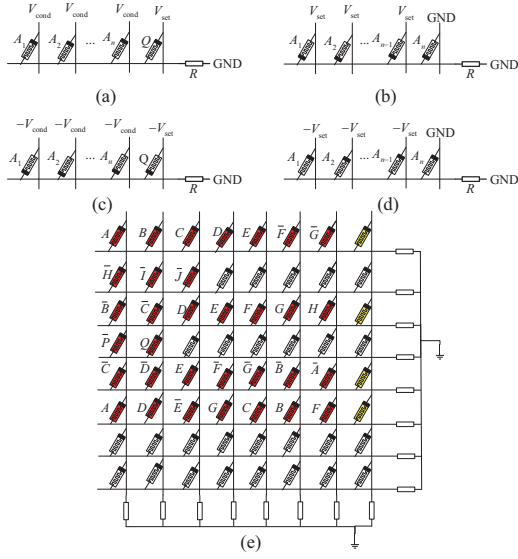 V_cond V_cond V_cond V_set
A_1 A_2 ... A_n Q
R GND
(a)
V_set V_set V_set GND
A_1 A_2 ... A_{n-1} A_n
R GND
(b)
−V_cond −V_cond −V_cond −V_set
A_1 A_2 ... A_n Q
R GND
(c)
−V_set −V_set −V_set GND
A_1 A_2 ... A_{n-1} A_n
R GND
(d)
A B C D E F̅ G̅
H̅ I̅ J̅
B̅ C̅ D E F G H
P̅ Q
C̅ D̅ E F̅ G̅ B̅ A̅
A D E̅ G C B F
(e)